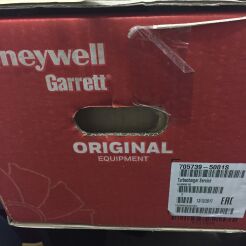 neywell
Garrett®
ORIGINAL
EQUIPMENT
705739-5001S
Turbocharger Service
EAC